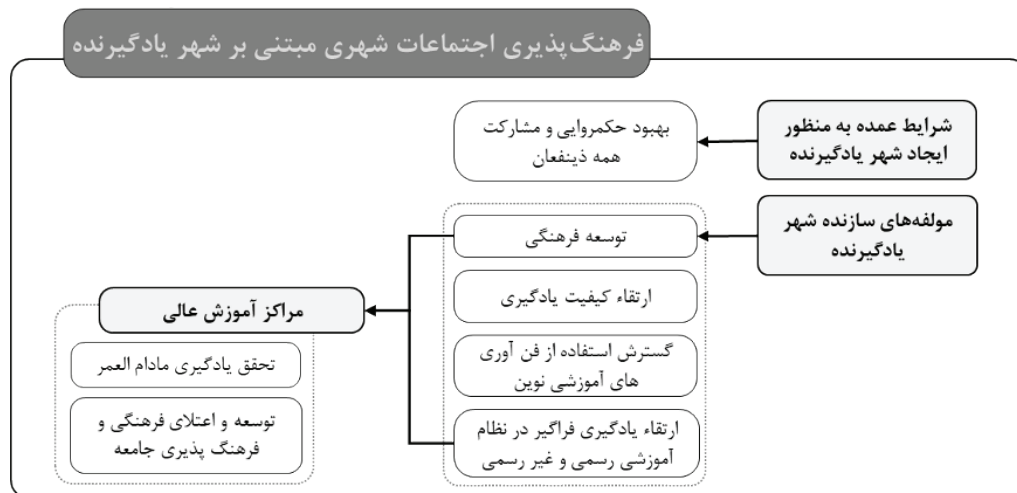 فرهنگ‌پذیری اجتماعات شهری مبتنی بر شهر یادگیرنده
شرایط عمده به منظور
ایجاد شهر یادگیرنده
بهبود حکمروایی و مشارکت
همه ذینفعان
مولفه‌های سازنده شهر
یادگیرنده
توسعه فرهنگی
ارتقاء کیفیت یادگیری
گسترش استفاده از فن آوری
های آموزشی نوین
ارتقاء یادگیری فراگیر در نظام
آموزشی رسمی و غیر رسمی
مراکز آموزش عالی
تحقق یادگیری مادام العمر
توسعه و اعتلای فرهنگی و
فرهنگ پذیری جامعه